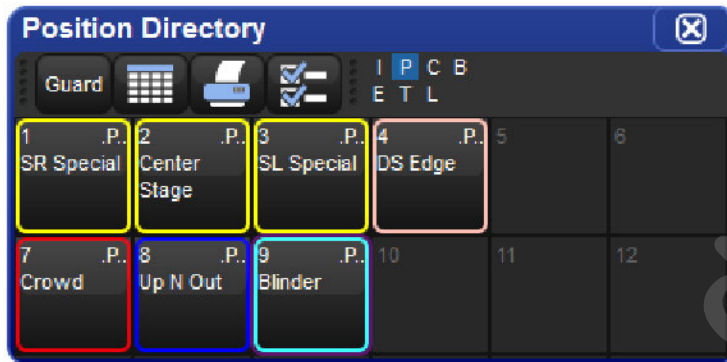 Position Directory
Guard
I P C B
E T L
1 .P.. 2 .P.. 3 .P.. 4 .P.. 5 6
SR Special Center Stage SL Special DS Edge
7 .P.. 8 .P.. 9 .P.. 10 11 12
Crowd Up N Out Blinder